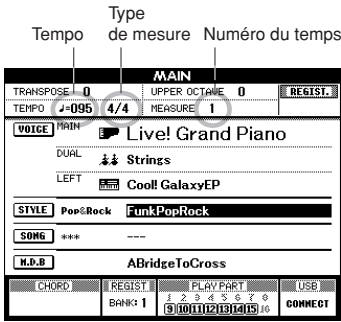 Type
Tempo de mesure Numéro du temps
MAIN
TRANSPOSE 0 UPPER OCTAVE 0 REGIST.
TEMPO ♩=095 4/4 MEASURE 1
VOICE MAIN Live! Grand Piano
DUAL Strings
LEFT Cool! GalaxyEP
STYLE Pop&Rock FunkPopRock
SONG *** ---
M.D.B ABridgeToCross
CHORD REGIST PLAY PART USB
BANK: 1 1 2 3 4 5 6 7 8 CONNECT
9 10 11 12 13 14 15 16